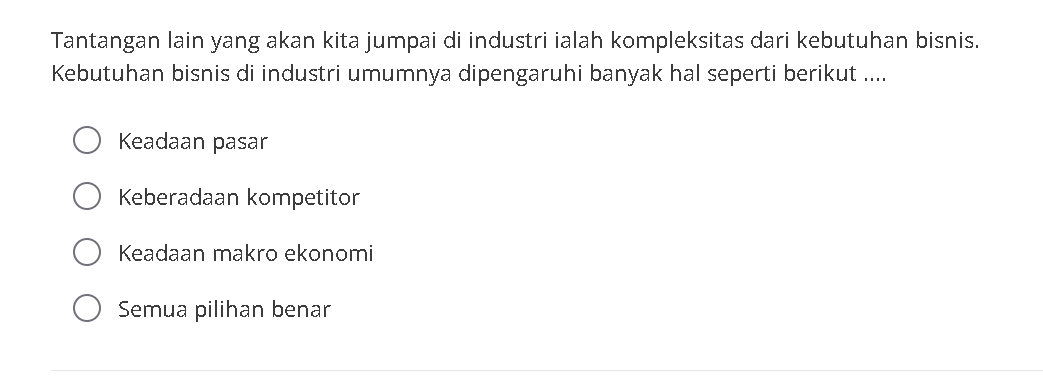 Tantangan lain yang akan kita jumpai di industri ialah kompleksitas dari kebutuhan bisnis.
Kebutuhan bisnis di industri umumnya dipengaruhi banyak hal seperti berikut ....
Keadaan pasar
Keberadaan kompetitor
Keadaan makro ekonomi
Semua pilihan benar